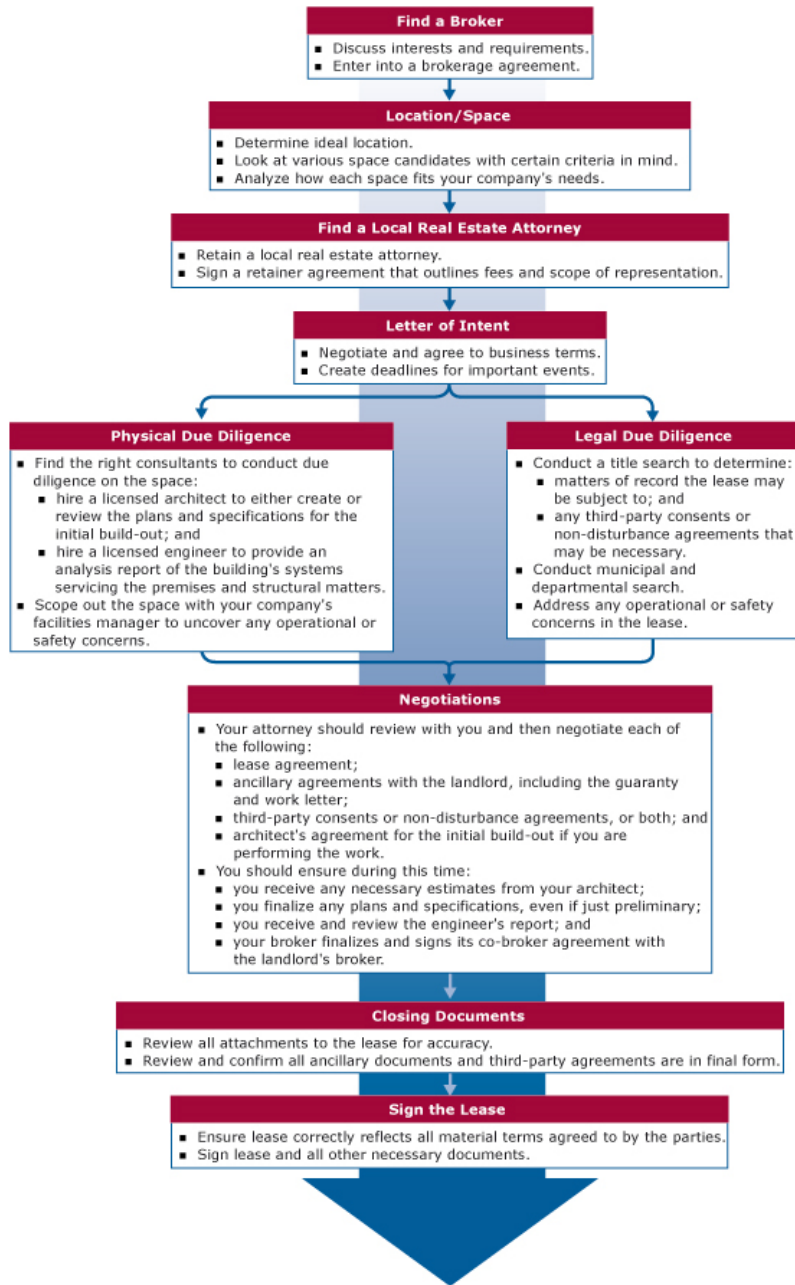 Find a Broker
▪ Discuss interests and requirements.
▪ Enter into a brokerage agreement.
Location/Space
▪ Determine ideal location.
▪ Look at various space candidates with certain criteria in mind.
▪ Analyze how each space fits your company's needs.
Find a Local Real Estate Attorney
▪ Retain a local real estate attorney.
▪ Sign a retainer agreement that outlines fees and scope of representation.
Letter of Intent
▪ Negotiate and agree to business terms.
▪ Create deadlines for important events.
Physical Due Diligence
▪ Find the right consultants to conduct due
diligence on the space:
▪ hire a licensed architect to either create or
review the plans and specifications for the
initial build-out; and
▪ hire a licensed engineer to provide an
analysis report of the building's systems
servicing the premises and structural matters.
▪ Scope out the space with your company's
facilities manager to uncover any operational or
safety concerns.
Legal Due Diligence
▪ Conduct a title search to determine:
▪ matters of record the lease may
be subject to; and
▪ any third-party consents or
non-disturbance agreements that
may be necessary.
▪ Conduct municipal and
departmental search.
▪ Address any operational or safety
concerns in the lease.
Negotiations
▪ Your attorney should review with you and then negotiate each of
the following:
▪ lease agreement;
▪ ancillary agreements with the landlord, including the guaranty
and work letter;
▪ third-party consents or non-disturbance agreements, or both; and
▪ architect's agreement for the initial build-out if you are
performing the work.
▪ You should ensure during this time:
▪ you receive any necessary estimates from your architect;
▪ you finalize any plans and specifications, even if just preliminary;
▪ you receive and review the engineer's report; and
▪ your broker finalizes and signs its co-broker agreement with
the landlord's broker.
Closing Documents
▪ Review all attachments to the lease for accuracy.
▪ Review and confirm all ancillary documents and third-party agreements are in final form.
Sign the Lease
▪ Ensure lease correctly reflects all material terms agreed to by the parties.
▪ Sign lease and all other necessary documents.